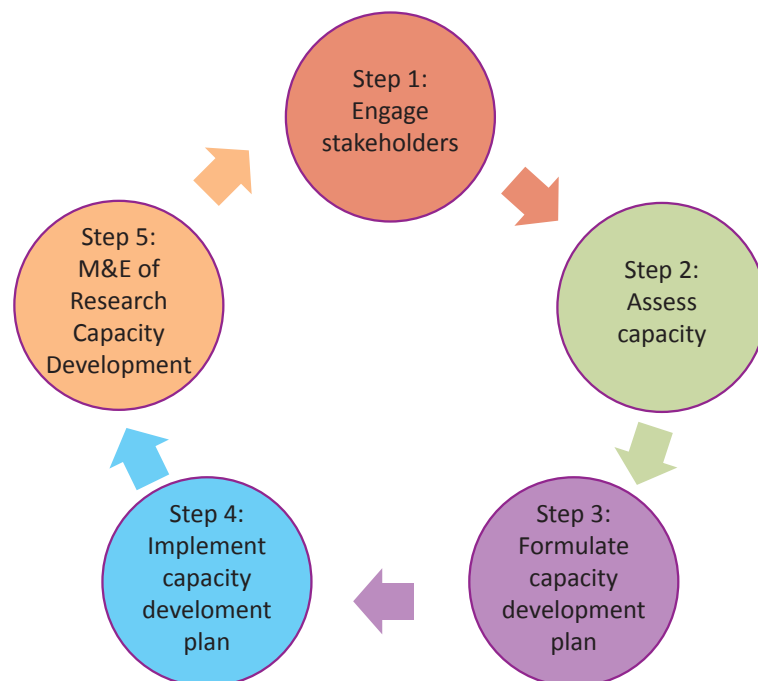 Step 1:
Engage
stakeholders
Step 2:
Assess
capacity
Step 3:
Formulate
capacity
development
plan
Step 4:
Implement
capacity
develoment
plan
Step 5:
M&E of
Research
Capacity
Development